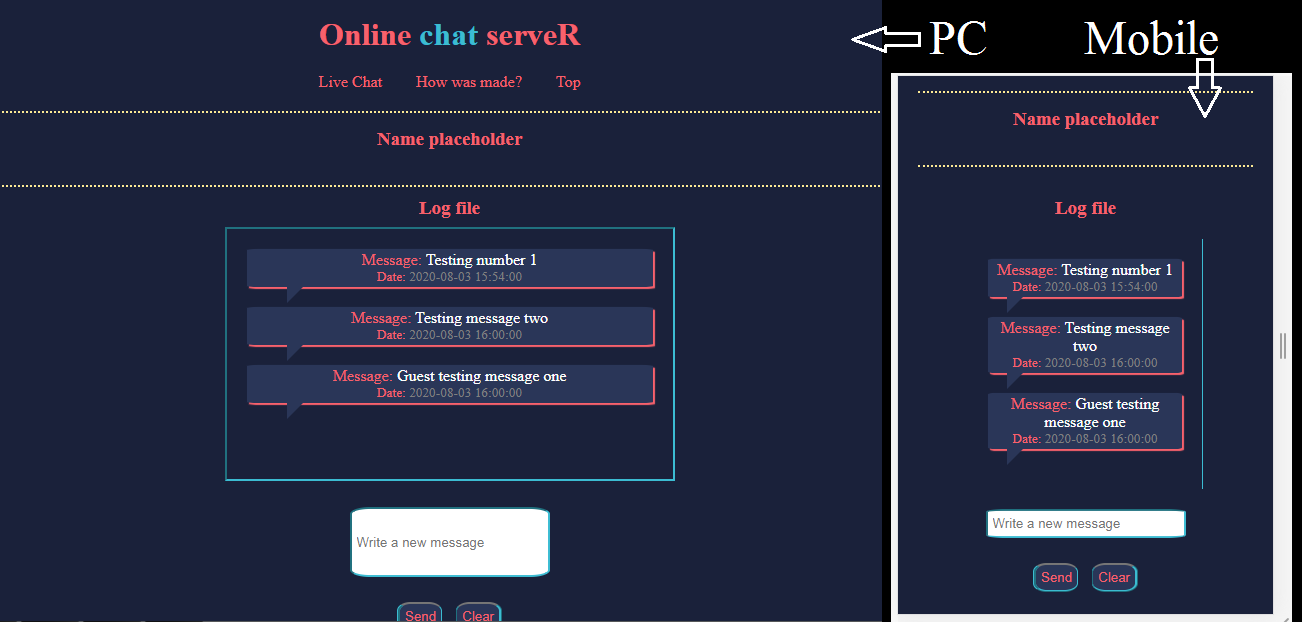 Online chat serveR
Live Chat How was made? Top
Name placeholder
Log file
Message: Testing number 1
Date: 2020-08-03 15:54:00
Message: Testing message two
Date: 2020-08-03 16:00:00
Message: Guest testing message one
Date: 2020-08-03 16:00:00
Write a new message
Send Clear
PC Mobile
Name placeholder
Log file
Message: Testing number 1
Date: 2020-08-03 15:54:00
Message: Testing message
two
Date: 2020-08-03 16:00:00
Message: Guest testing
message one
Date: 2020-08-03 16:00:00
Write a new message
Send Clear